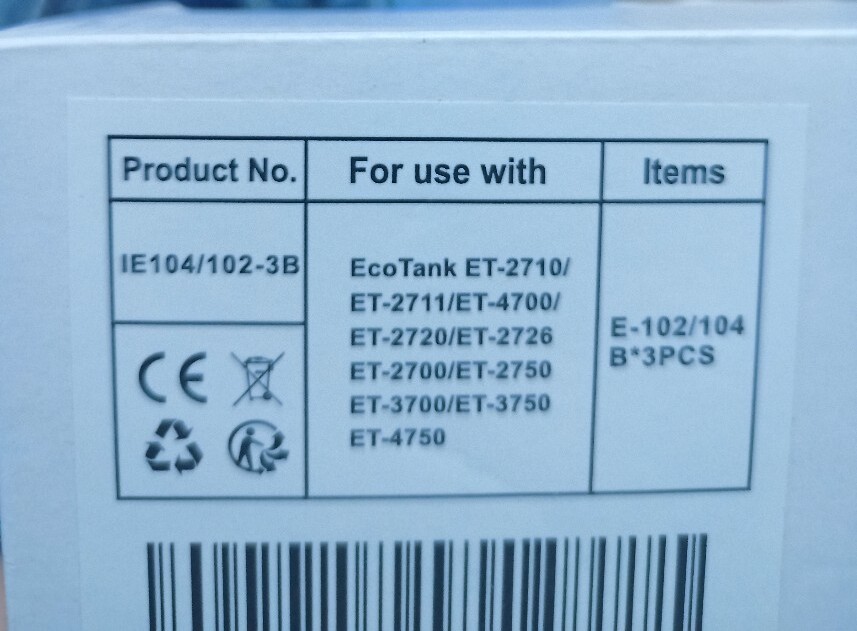 Product No. For use with Items
IE104/102-3B
EcoTank ET-2710/
ET-2711/ET-4700/
ET-2720/ET-2726
ET-2700/ET-2750
ET-3700/ET-3750
ET-4750
E-102/104
B*3PCS
CE